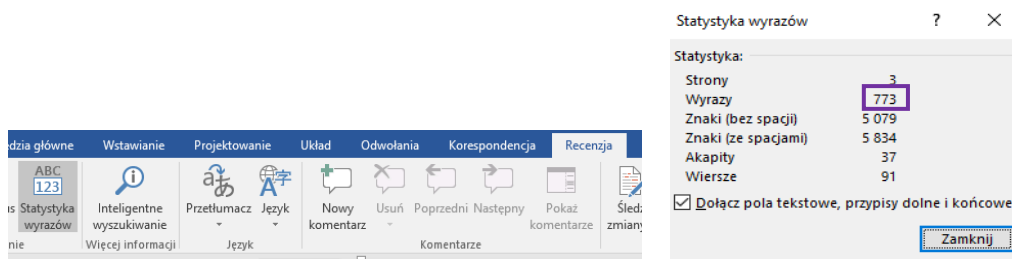 Statystyka wyrazów ? ×
Statystyka:
Strony 3
Wyrazy 773
Znaki (bez spacji) 5 079
Znaki (ze spacjami) 5 834
Akapity 37
Wiersze 91
Dołącz pola tekstowe, przypisy dolne i końcowe
Zamknij
dzia główne Wstawianie Projektowanie Układ Odwołania Korespondencja Recenzja
ABC
123
us Statystyka wyrazów
Inteligentne wyszukiwanie
Przetłumacz
Język
Nowy komentarz
Usuń
Poprzedni
Następny
Pokaż komentarze
Śledź zmiany
nie Więcej informacji Język Komentarze